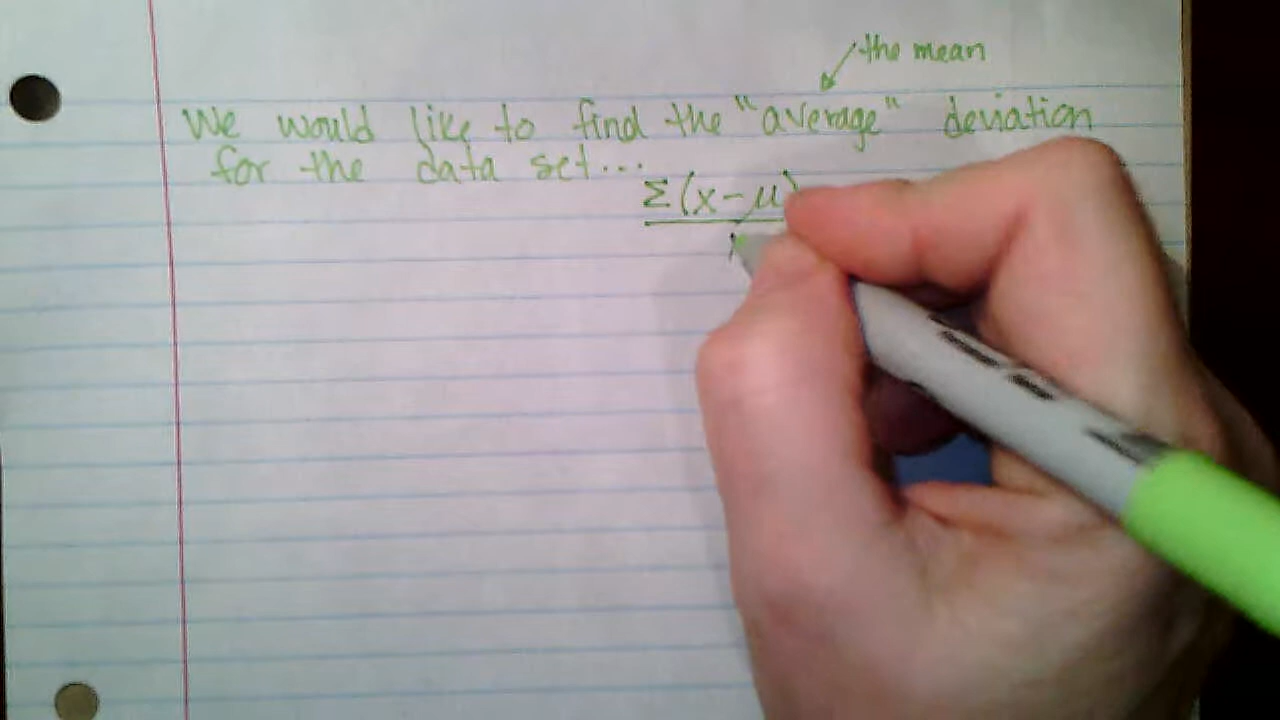 the mean
We would like to find the "average" deviation
for the data set...
Σ(x-μ)